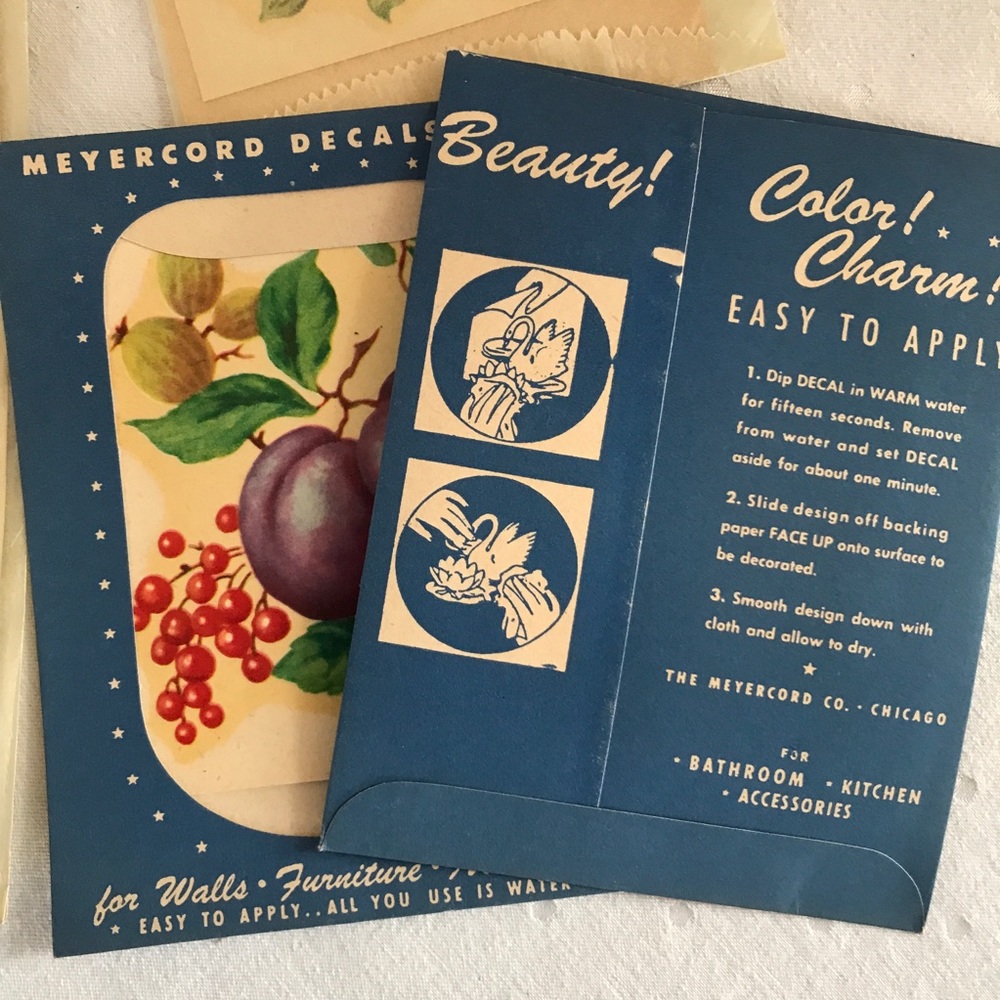 MEYERCORD DECALS
for Walls • Furniture •
★ EASY TO APPLY..ALL YOU USE IS WATER
Beauty!
Color!
Charm!
EASY TO APPLY
1. Dip DECAL in WARM water
for fifteen seconds. Remove
from water and set DECAL
aside for about one minute.
2. Slide design off backing
paper FACE UP onto surface to
be decorated.
3. Smooth design down with
cloth and allow to dry.
THE MEYERCORD CO. • CHICAGO
FOR
• BATHROOM • KITCHEN
• ACCESSORIES